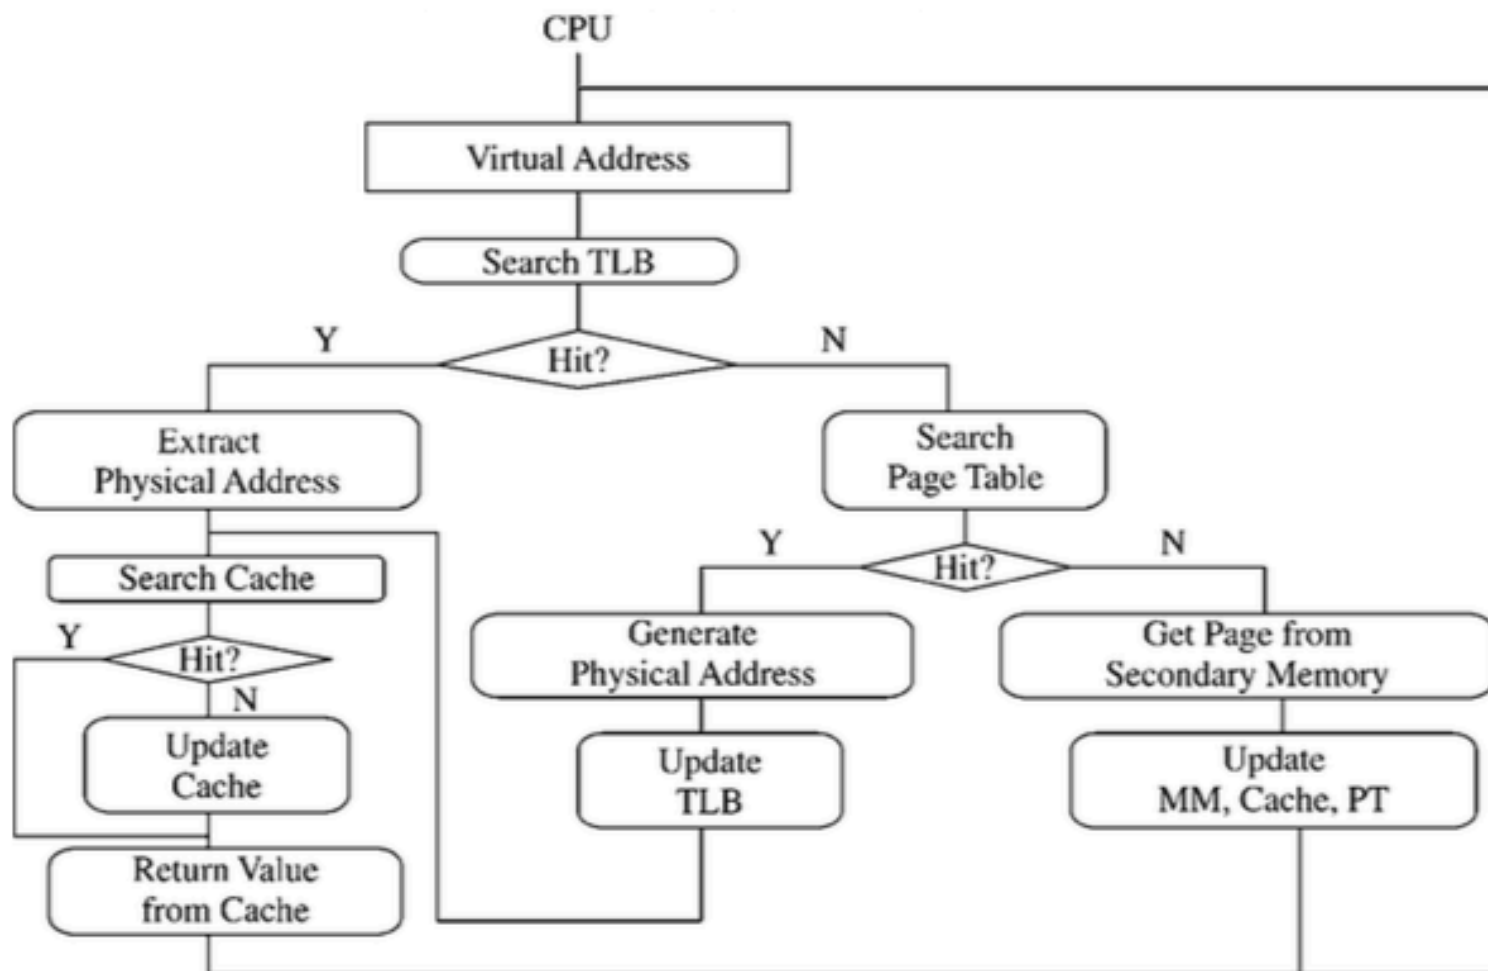 CPU
Virtual Address
Search TLB
Y
Hit?
N
Extract
Physical Address
Search
Page Table
Y
Hit?
N
Search Cache
Y
Hit?
N
Generate
Physical Address
Get Page from
Secondary Memory
Update
Cache
Update
TLB
Update
MM, Cache, PT
Return Value
from Cache